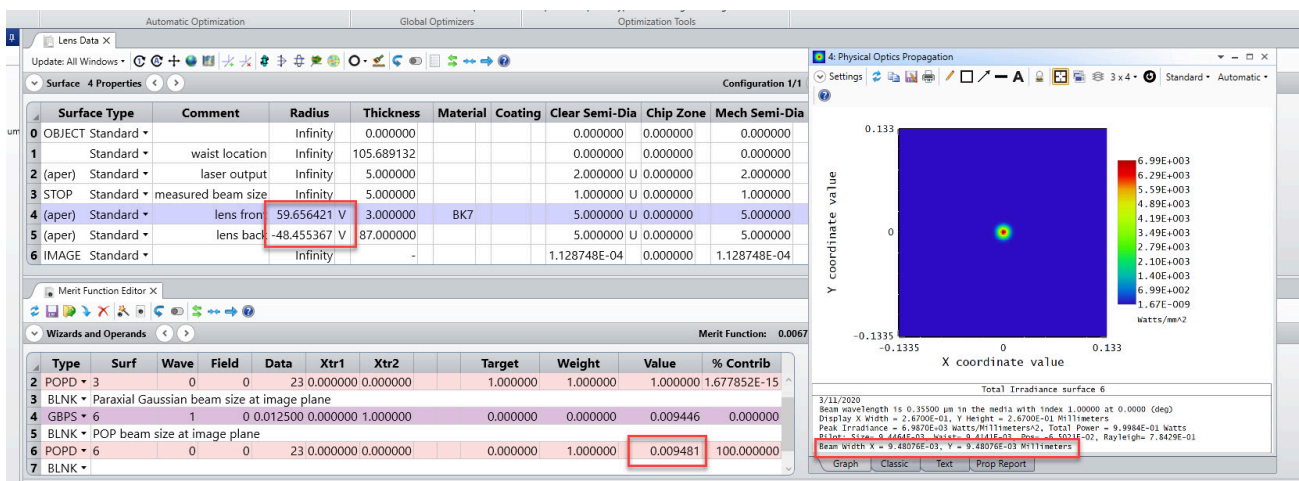 Automatic Optimization Global Optimizers Optimization Tools
Lens Data X
Update: All Windows
Surface 4 Properties Configuration 1/1
Surface Type Comment Radius Thickness Material Coating Clear Semi-Dia Chip Zone Mech Semi-Dia
0 OBJECT Standard Infinity 0.000000 0.000000 0.000000 0.000000
1 Standard waist location Infinity 105.689132 0.000000 0.000000 0.000000
2 (aper) Standard laser output Infinity 5.000000 2.000000 U 0.000000 2.000000
3 STOP Standard measured beam size Infinity 5.000000 1.000000 U 0.000000 1.000000
4 (aper) Standard lens front 59.656421 V 3.000000 BK7 5.000000 U 0.000000 5.000000
5 (aper) Standard lens back -48.455367 V 87.000000 5.000000 U 0.000000 5.000000
6 IMAGE Standard Infinity - 1.128748E-04 0.000000 1.128748E-04
Merit Function Editor X
Wizards and Operands Merit Function: 0.0067
Type Surf Wave Field Data Xtr1 Xtr2 Target Weight Value % Contrib
2 POPD 3 0 0 23 0.000000 0.000000 1.000000 1.000000 1.000000 1.677852E-15
3 BLNK Paraxial Gaussian beam size at image plane
4 GBPS 6 1 0 0.012500 0.000000 1.000000 0.000000 0.000000 0.009446 0.000000
5 BLNK POP beam size at image plane
6 POPD 6 0 0 23 0.000000 0.000000 0.000000 1.000000 0.009481 100.000000
7 BLNK
4: Physical Optics Propagation
Settings A 3 x 4 Standard Automatic
0.133
0
-0.1335
Y coordinate value
-0.1335 0 0.133
X coordinate value
6.99E+003
6.29E+003
5.59E+003
4.89E+003
4.19E+003
3.49E+003
2.79E+003
2.10E+003
1.40E+003
6.99E+002
1.67E-009
Watts/mm^2
Total Irradiance surface 6
3/11/2020
Beam wavelength is 0.35500 µm in the media with index 1.00000 at 0.0000 (deg)
Display X Width = 2.6700E-01, Y Height = 2.6700E-01 Millimeters
Peak Irradiance = 6.9870E+03 Watts/Millimeters^2, Total Power = 9.9984E-01 Watts
Pilot: Size= 9.4464E-03, Waist= 9.4141E-03, Pos= -6.5021E-02, Rayleigh= 7.8429E-01
Beam Width X = 9.48076E-03, Y = 9.48076E-03 Millimeters
Graph Classic Text Prop Report